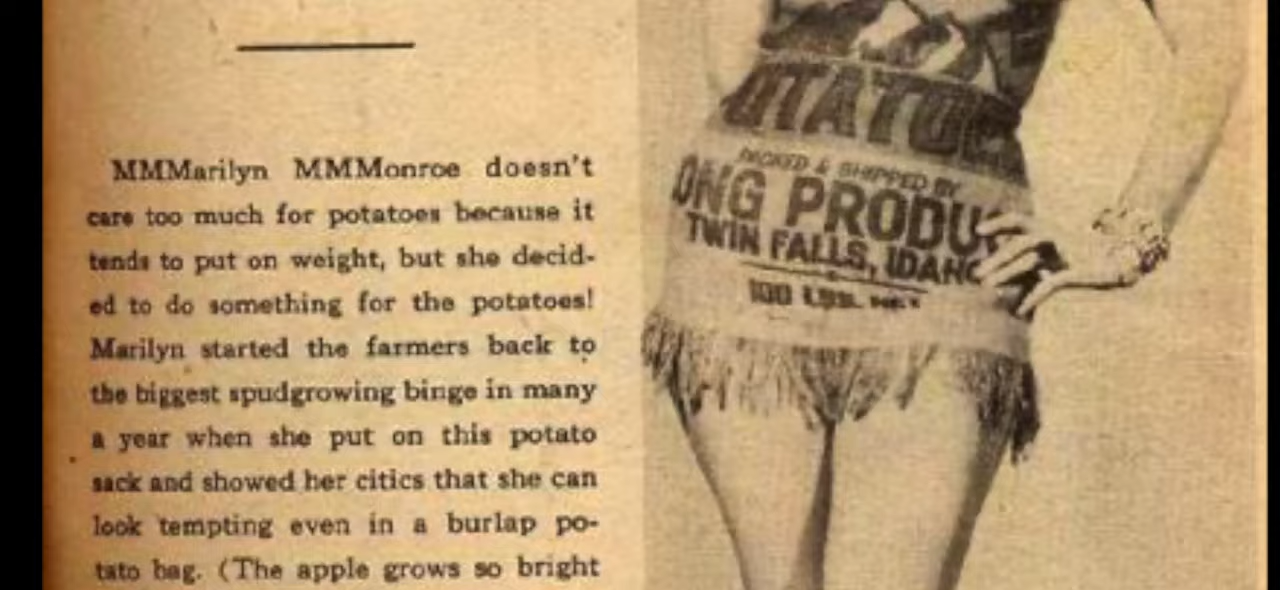 MMMarilyn MMMonroe doesn't
care too much for potatoes because it
tends to put on weight, but she decid-
ed to do something for the potatoes!
Marilyn started the farmers back to
the biggest spudgrowing binge in many
a year when she put on this potato
sack and showed her citics that she can
look tempting even in a burlap po-
tato bag. (The apple grows so bright
OTATOE
PACKED & SHIPPED BY
ONG PRODU
TWIN FALLS, IDAHO
100 LBS. NET